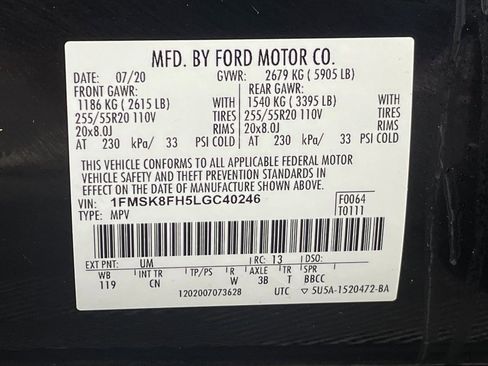 MFD. BY FORD MOTOR CO.
DATE: 07/20 GVWR: 2679 KG ( 5905 LB)
FRONT GAWR: REAR GAWR:
1186 KG ( 2615 LB) WITH 1540 KG ( 3395 LB) WITH
255/55R20 110V TIRES 255/55R20 110V TIRES
20x8.0J RIMS 20x8.0J RIMS
AT 230 kPa/ 33 PSI COLD AT 230 kPa/ 33 PSI COLD
THIS VEHICLE CONFORMS TO ALL APPLICABLE FEDERAL MOTOR
VEHICLE SAFETY AND THEFT PREVENTION STANDARDS IN
EFFECT ON THE DATE OF MANUFACTURE SHOWN ABOVE.
VIN: 1FMSK8FH5LGC40246 F0064
TYPE: MPV T0111
EXT PNT: UM RC: 13 DSO:
WB INT TR TP/PS R AXLE TR SPR
119 CN W 3B T BBCC
1202007073628 UTC 5U5A-1520472-BA